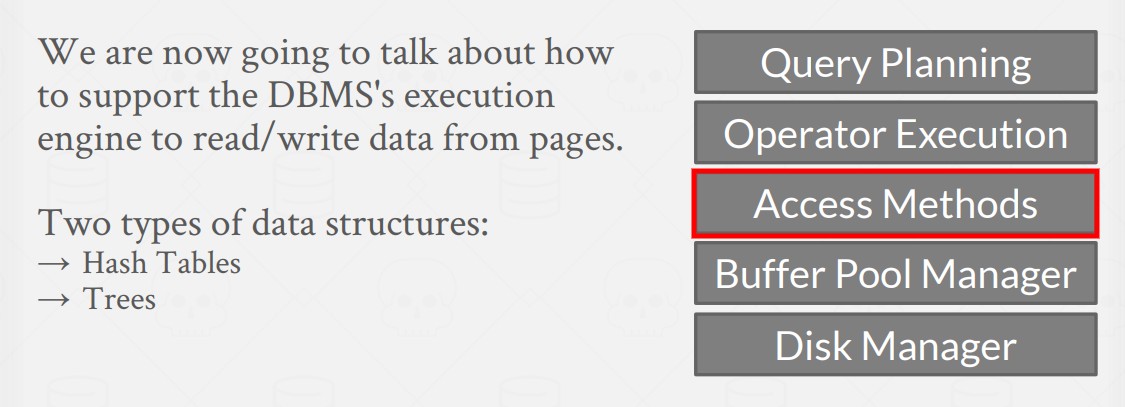 We are now going to talk about how
to support the DBMS's execution
engine to read/write data from pages.
Two types of data structures:
→ Hash Tables
→ Trees
Query Planning
Operator Execution
Access Methods
Buffer Pool Manager
Disk Manager